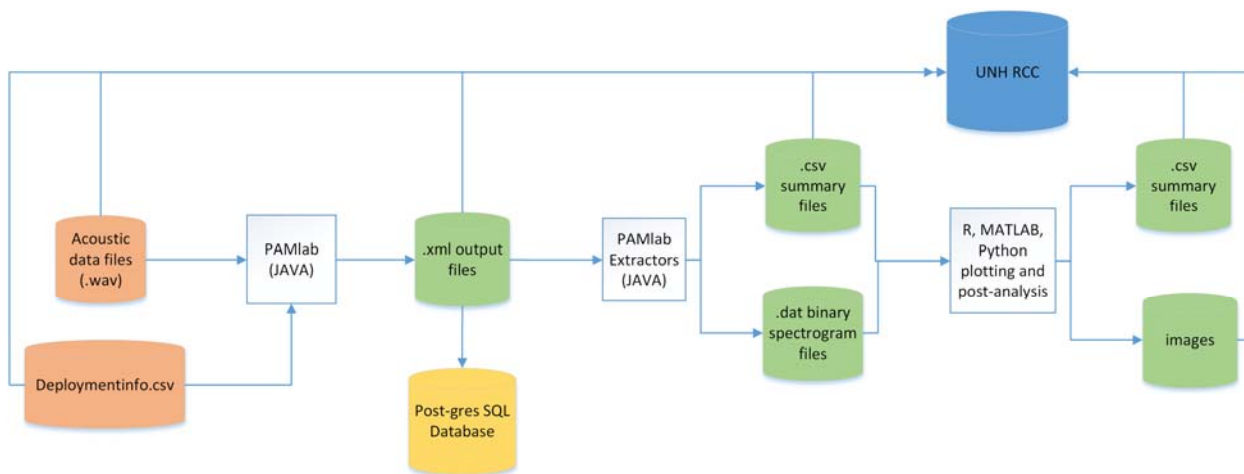 UNH RCC
Acoustic
data files
(.wav)
PAMlab
(JAVA)
.xml output
files
PAMlab
Extractors
(JAVA)
.csv
summary
files
.dat binary
spectrogram
files
R, MATLAB,
Python
plotting and
post-analysis
.csv
summary
files
images
Deploymentinfo.csv
Post-gres SQL
Database